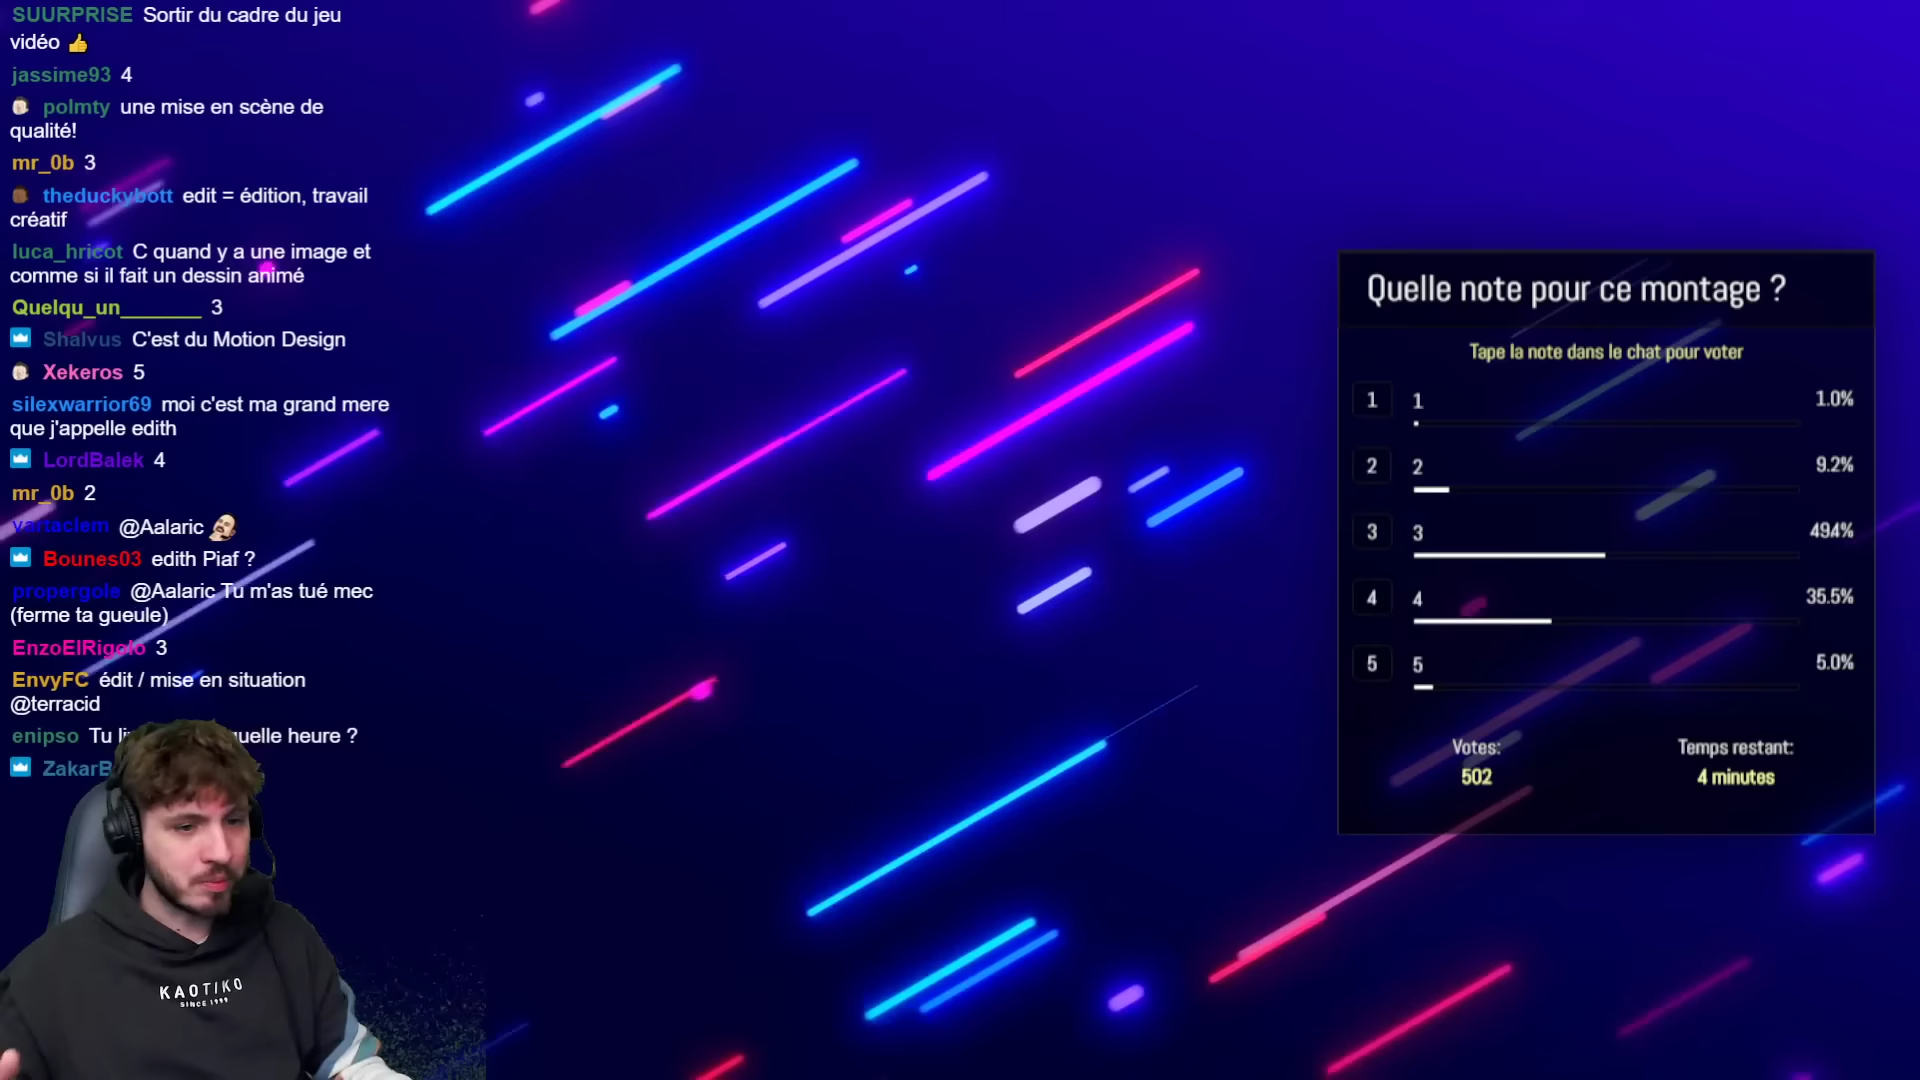 SUURPRISE Sortir du cadre du jeu
vidéo 👍
jassime93 4
polmty une mise en scène de
qualité!
mr_0b 3
theduckybott edit = édition, travail
créatif
luca_hricot C quand y a une image et
comme si il fait un dessin animé
Quelqu_un_______ 3
Shalvus C'est du Motion Design
Xekeros 5
silexwarrior69 moi c'est ma grand mere
que j'appelle edith
LordBalek 4
mr_0b 2
vartaclem @Aalaric
Bounes03 edith Piaf ?
propergole @Aalaric Tu m'as tué mec
(ferme ta gueule)
EnzoElRigolo 3
EnvyFC édit / mise en situation
@terracid
enipso Tu uelle heure ?
ZakarB
KAOTIKO
SINCE 1999
Quelle note pour ce montage ?
Tape la note dans le chat pour voter
1 1 1.0%
2 2 9.2%
3 3 49.4%
4 4 35.5%
5 5 5.0%
Votes: Temps restant:
502 4 minutes